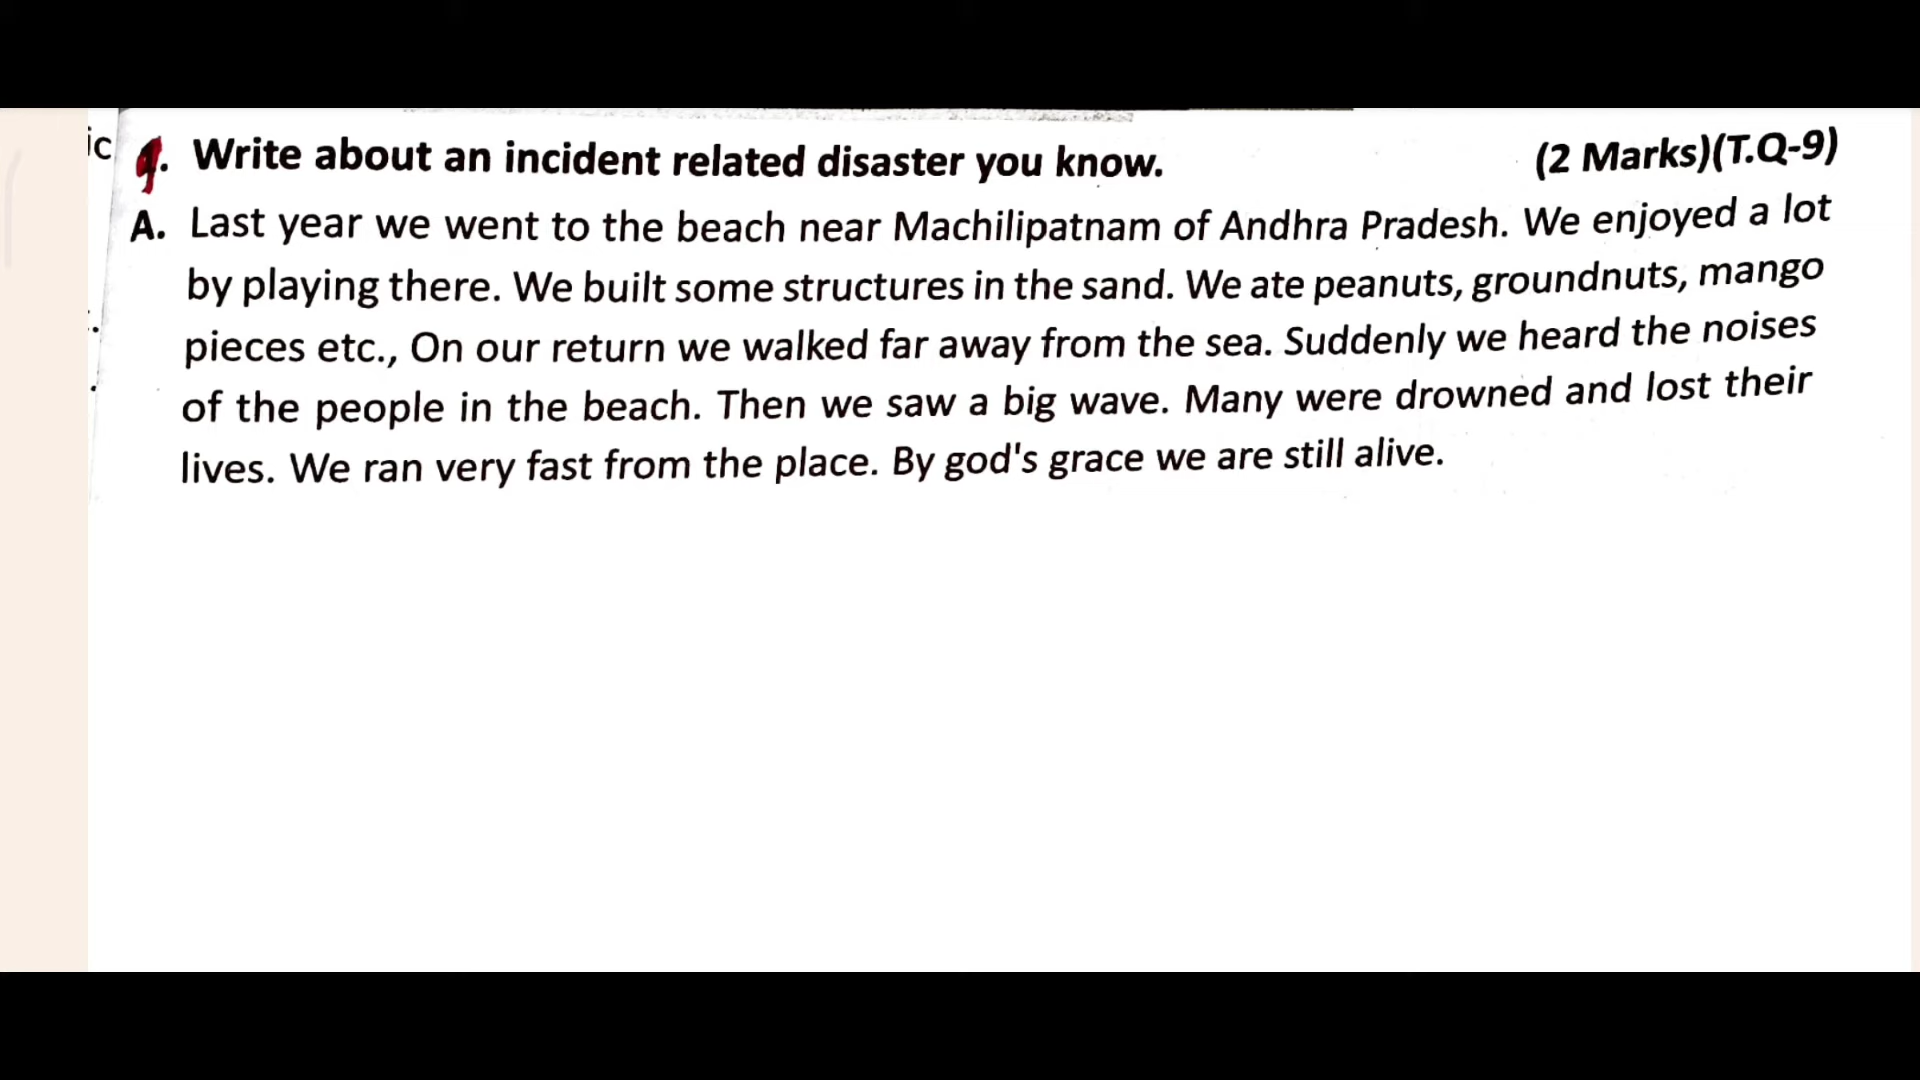 ic
9. Write about an incident related disaster you know. (2 Marks)(T.Q-9)
A. Last year we went to the beach near Machilipatnam of Andhra Pradesh. We enjoyed a lot
by playing there. We built some structures in the sand. We ate peanuts, groundnuts, mango
pieces etc., On our return we walked far away from the sea. Suddenly we heard the noises
of the people in the beach. Then we saw a big wave. Many were drowned and lost their
lives. We ran very fast from the place. By god's grace we are still alive.